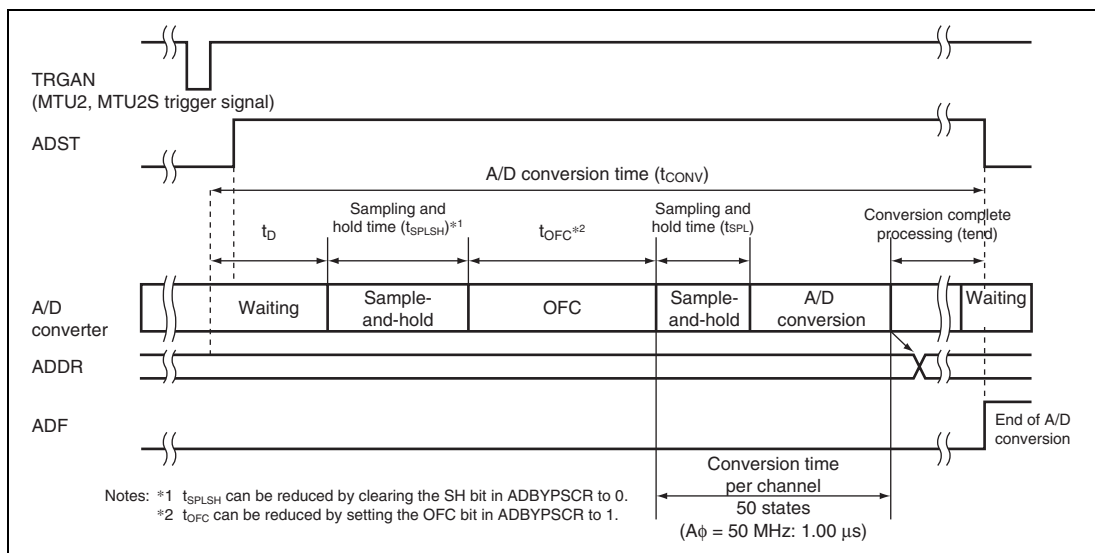 TRGAN
(MTU2, MTU2S trigger signal)
ADST
A/D conversion time (tCONV)
tD
Sampling and
hold time (tSPLSH)*1
tOFC*2
Sampling and
hold time (tSPL)
Conversion complete
processing (tend)
A/D
converter
Waiting
Sample-
and-hold
OFC
Sample-
and-hold
A/D
conversion
Waiting
ADDR
ADF
End of A/D
conversion
Conversion time
per channel
50 states
(Aϕ = 50 MHz: 1.00 μs)
Notes: *1 tSPLSH can be reduced by clearing the SH bit in ADBYPSCR to 0.
*2 tOFC can be reduced by setting the OFC bit in ADBYPSCR to 1.